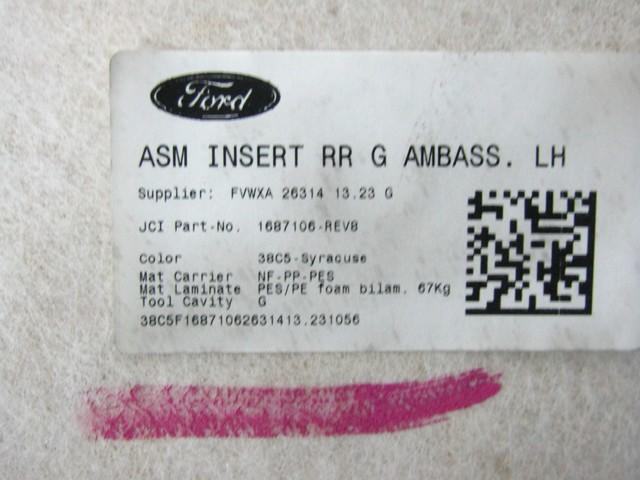 Ford
ASM INSERT RR G AMBASS. LH
Supplier: FVWXA 26314 13.23 G
JCI Part-No. 1687106-REV8
Color 38C5-Syracuse
Mat Carrier NF-PP-PES
Mat Laminate PES/PE foam bilam. 67Kg
Tool Cavity G
38C5F16871062631413.231056